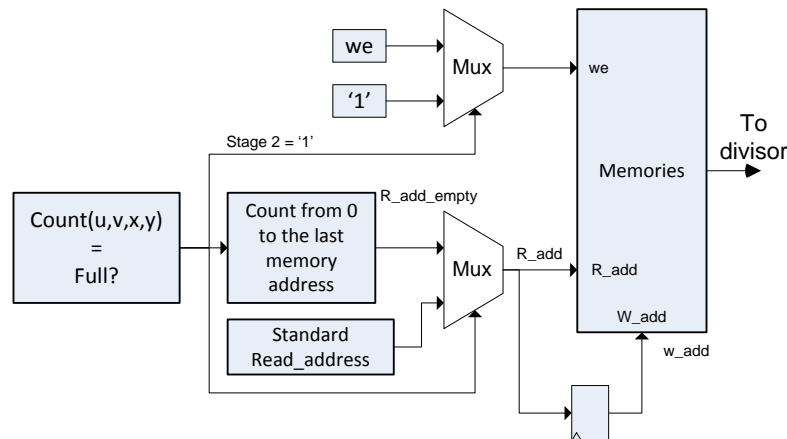 we
Mux
'1'
we
Stage 2 = '1'
To
divisor
Memories
Count(u,v,x,y)
=
Full?
Count from 0
to the last
memory
address
R_add_empty
Mux
R_add
R_add
Standard
Read_address
W_add
w_add